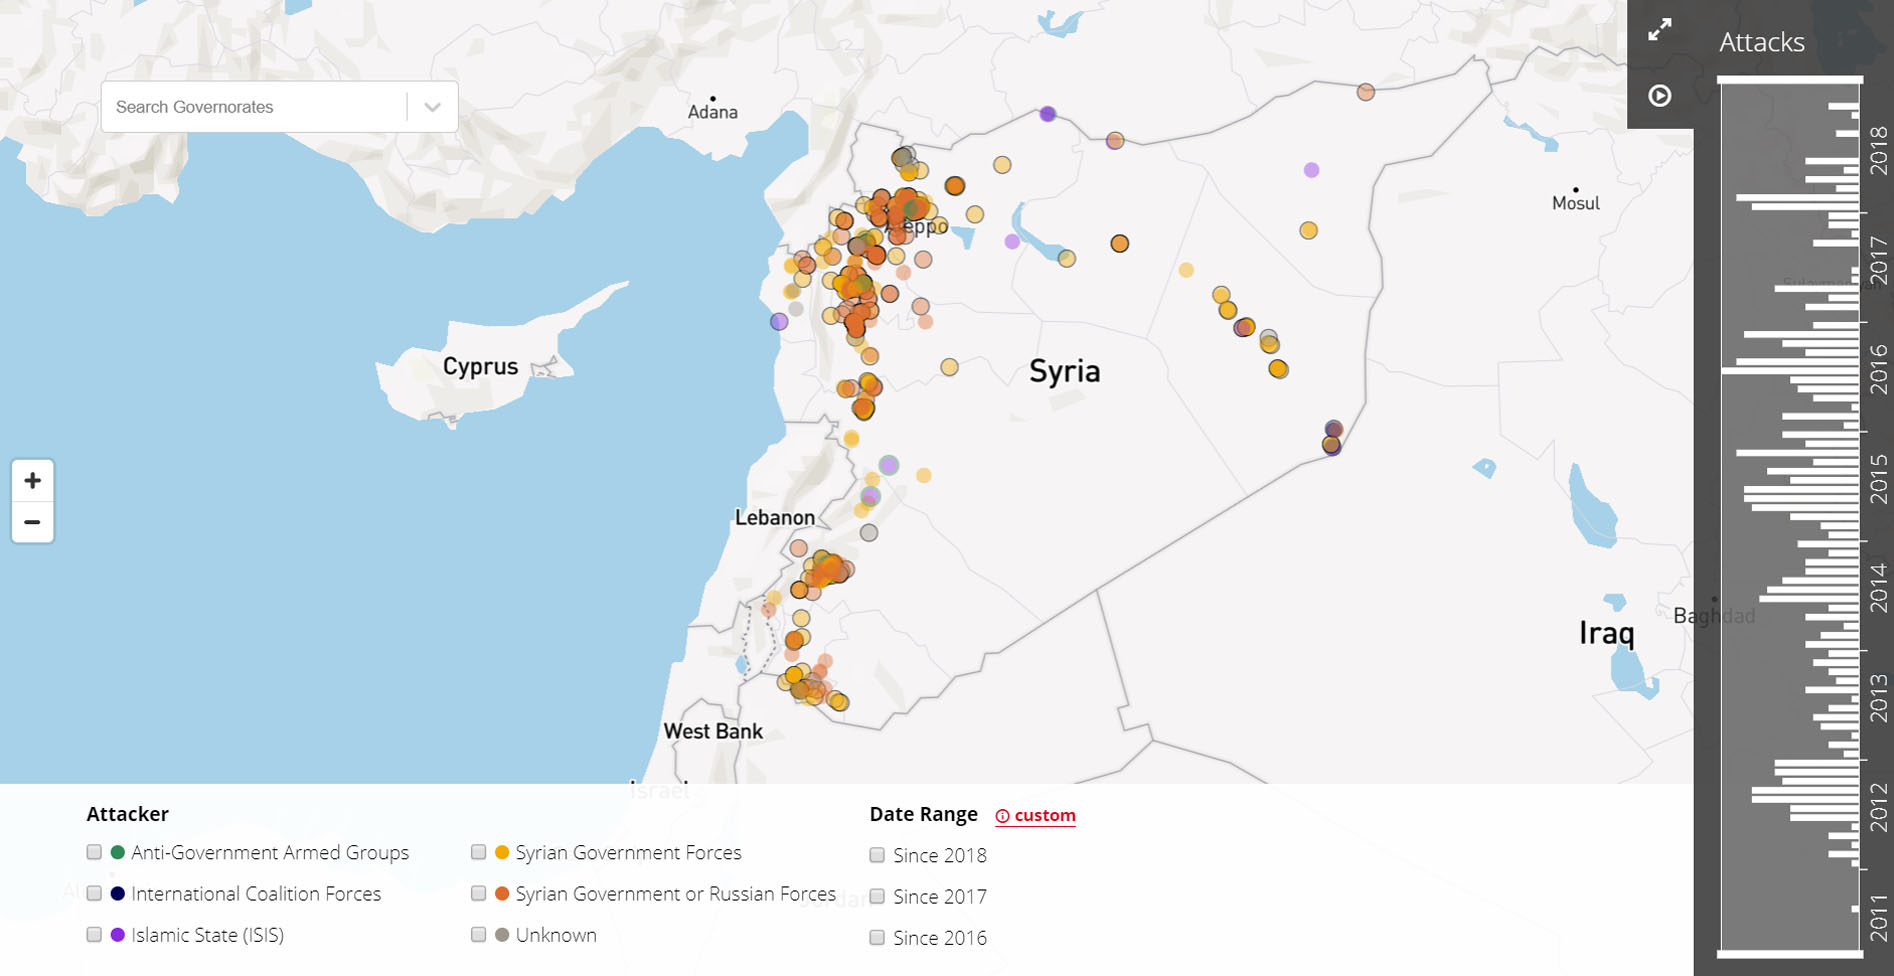 Attacks
Search Governorates
Adana
2018
Mosul
Aleppo
2017
Cyprus
Syria
2016
2015
Lebanon
2014
Baghdad
Iraq
2013
West Bank
Israel
2012
Attacker
Anti-Government Armed Groups
International Coalition Forces
Islamic State (ISIS)
Syrian Government Forces
Syrian Government or Russian Forces
Unknown
Jordan
Date Range
custom
Since 2018
Since 2017
Since 2016
2011